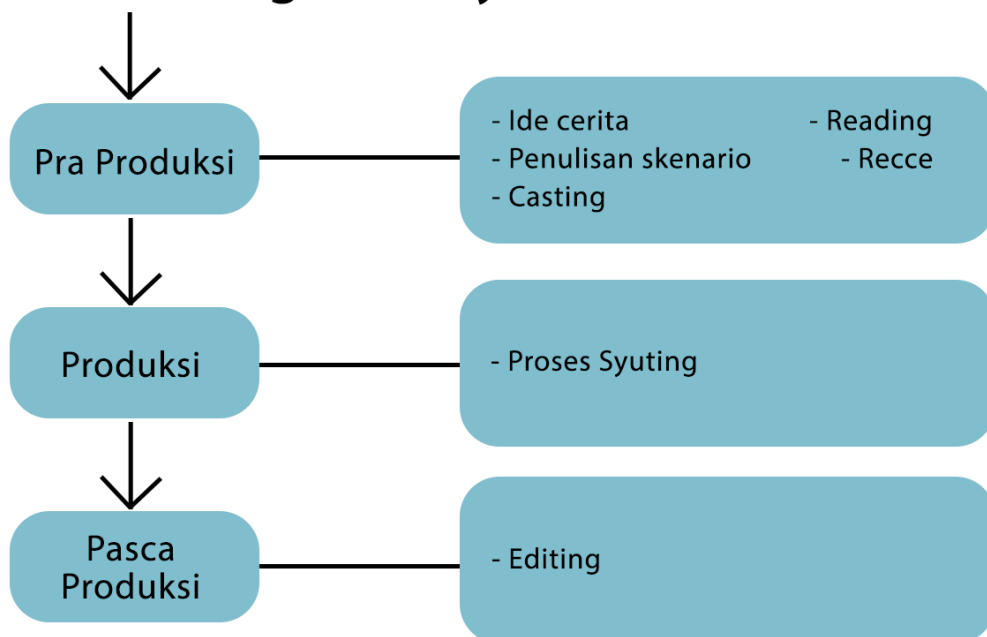 Pra Produksi
- Ide cerita
- Penulisan skenario
- Casting
- Reading
- Recce
Produksi
- Proses Syuting
Pasca
Produksi
- Editing